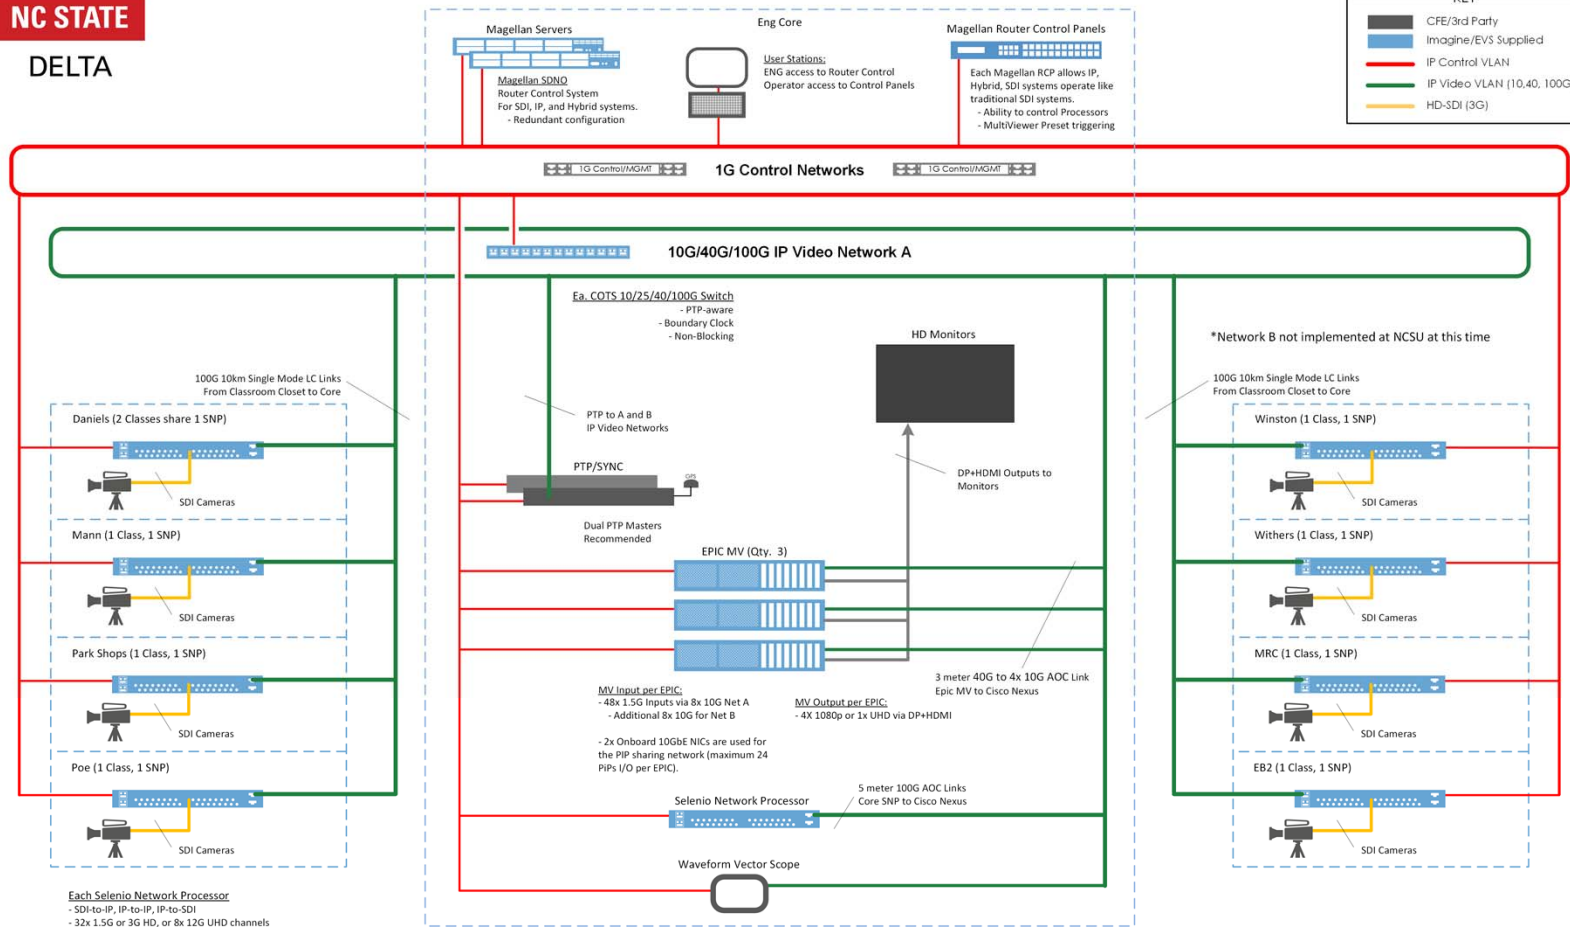 NC STATE
DELTA
Eng Core
KEY
CFE/3rd Party
Imagine/EVS Supplied
IP Control VLAN
IP Video VLAN (10,40, 100G
HD-SDI (3G)
Magellan Servers
Magellan SDNO
Router Control System
For SDI, IP, and Hybrid systems.
- Redundant configuration
User Stations:
ENG access to Router Control
Operator access to Control Panels
Magellan Router Control Panels
Each Magellan RCP allows IP,
Hybrid, SDI systems operate like
traditional SDI systems.
- Ability to control Processors
- MultiViewer Preset triggering
1G Control/MGMT
1G Control Networks
1G Control/MGMT
10G/40G/100G IP Video Network A
Ea. COTS 10/25/40/100G Switch
- PTP-aware
- Boundary Clock
- Non-Blocking
HD Monitors
*Network B not implemented at NCSU at this time
100G 10km Single Mode LC Links
From Classroom Closet to Core
100G 10km Single Mode LC Links
From Classroom Closet to Core
Daniels (2 Classes share 1 SNP)
SDI Cameras
Mann (1 Class, 1 SNP)
SDI Cameras
Park Shops (1 Class, 1 SNP)
SDI Cameras
Poe (1 Class, 1 SNP)
SDI Cameras
Each Selenio Network Processor
- SDI-to-IP, IP-to-IP, IP-to-SDI
- 32x 1.5G or 3G HD, or 8x 12G UHD channels
PTP to A and B
IP Video Networks
PTP/SYNC
GPS
Dual PTP Masters
Recommended
DP+HDMI Outputs to
Monitors
EPIC MV (Qty. 3)
3 meter 40G to 4x 10G AOC Link
Epic MV to Cisco Nexus
MV Input per EPIC:
- 48x 1.5G Inputs via 8x 10G Net A
- Additional 8x 10G for Net B
- 2x Onboard 10GbE NICs are used for
the PIP sharing network (maximum 24
PiPs I/O per EPIC).
MV Output per EPIC:
- 4X 1080p or 1x UHD via DP+HDMI
Selenio Network Processor
5 meter 100G AOC Links
Core SNP to Cisco Nexus
Waveform Vector Scope
Winston (1 Class, 1 SNP)
SDI Cameras
Withers (1 Class, 1 SNP)
SDI Cameras
MRC (1 Class, 1 SNP)
SDI Cameras
EB2 (1 Class, 1 SNP)
SDI Cameras